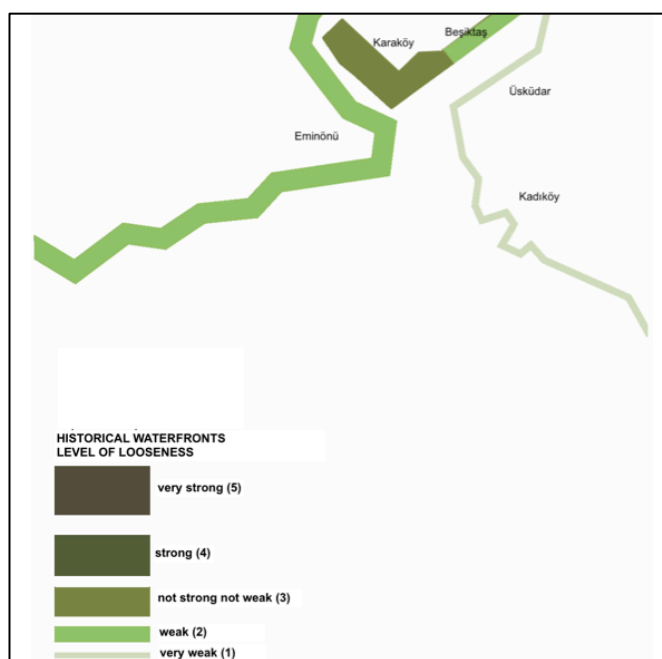 Beşiktaş
Karaköy
Üsküdar
Eminönü
Kadıköy
HISTORICAL WATERFRONTS
LEVEL OF LOOSENESS
very strong (5)
strong (4)
not strong not weak (3)
weak (2)
very weak (1)